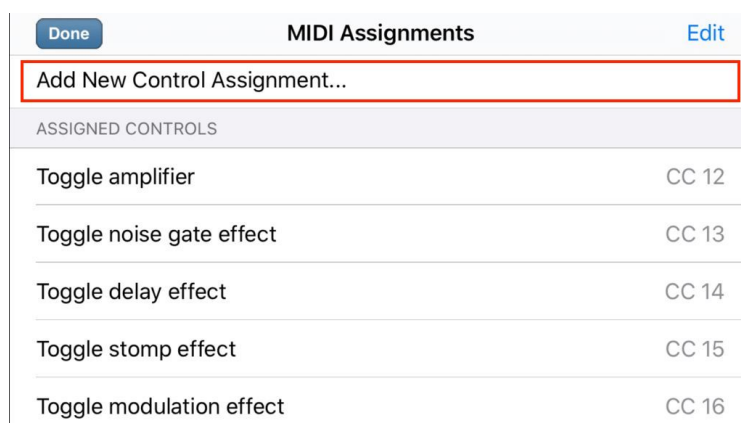 Done MIDI Assignments Edit
Add New Control Assignment...
ASSIGNED CONTROLS
Toggle amplifier CC 12
Toggle noise gate effect CC 13
Toggle delay effect CC 14
Toggle stomp effect CC 15
Toggle modulation effect CC 16